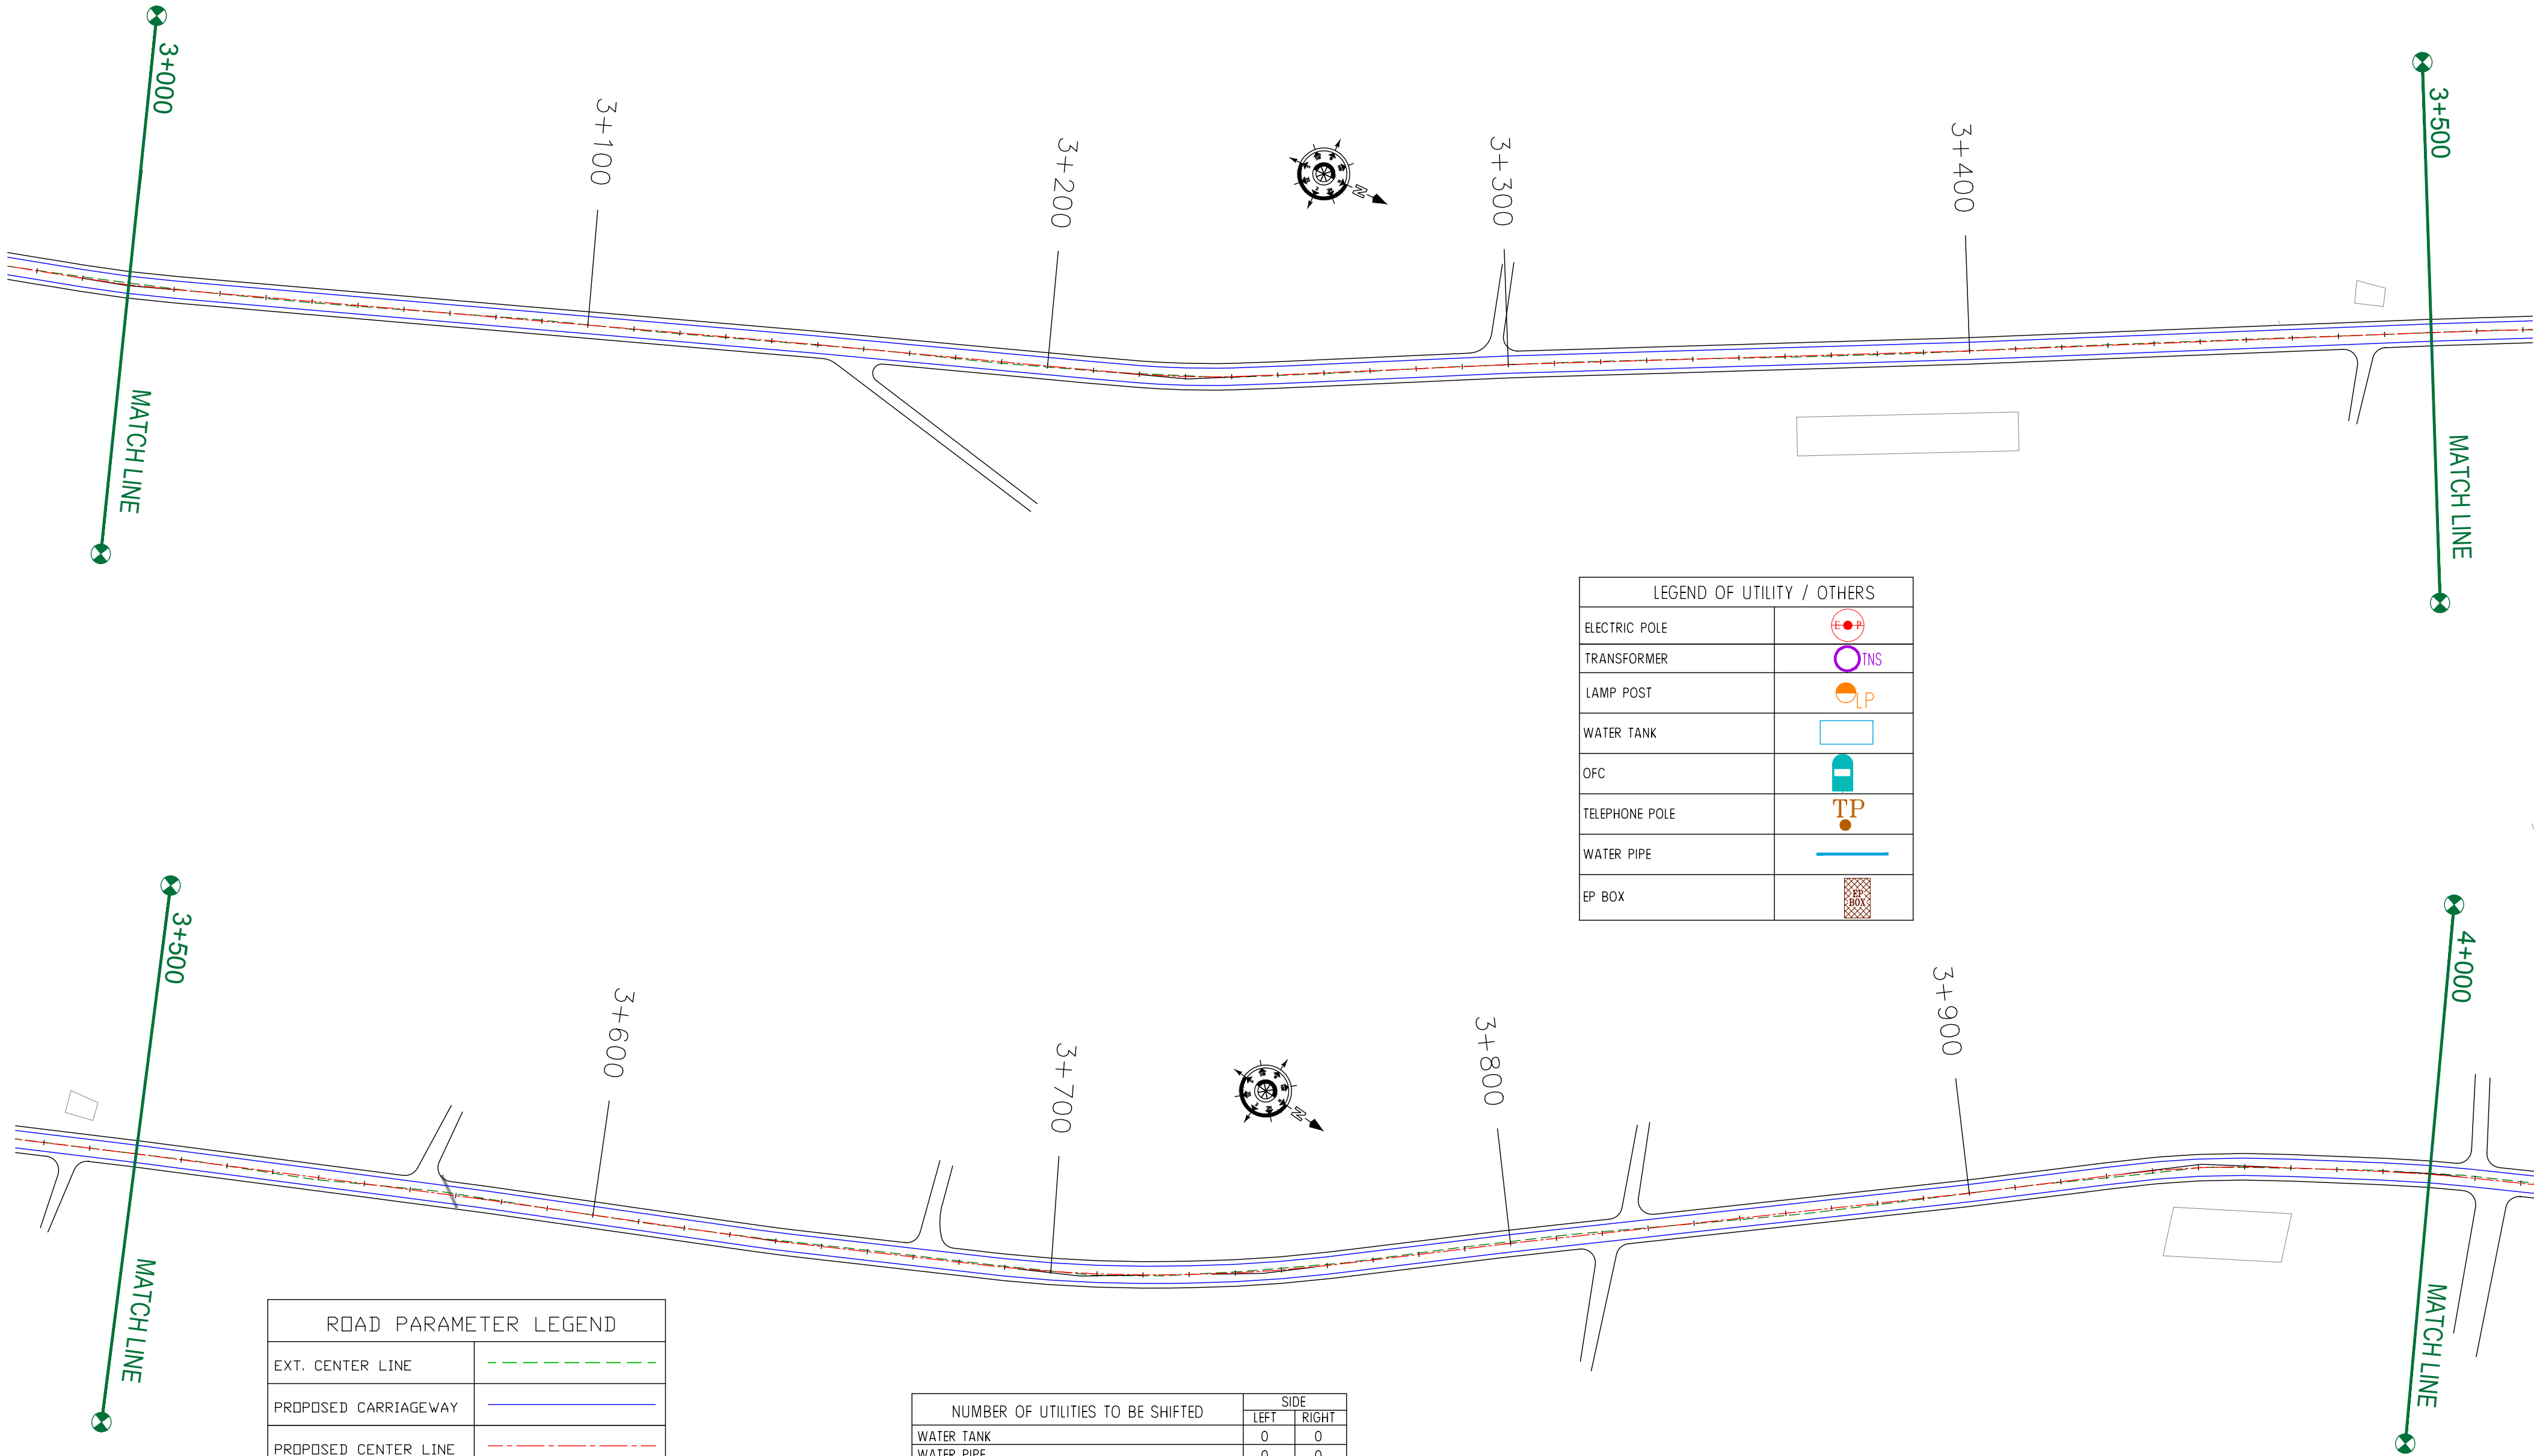 3+000
3+100
3+200
3+300
3+400
3+500
N
MATCH LINE
MATCH LINE
LEGEND OF UTILITY / OTHERS
ELECTRIC POLE E P
TRANSFORMER TNS
LAMP POST LP
WATER TANK
OFC
TELEPHONE POLE TP
WATER PIPE
EP BOX EP
BOX
3+500
3+600
3+700
3+800
3+900
4+000
N
MATCH LINE
MATCH LINE
ROAD PARAMETER LEGEND
EXT. CENTER LINE
PROPOSED CARRIAGEWAY
PROPOSED CENTER LINE
NUMBER OF UTILITIES TO BE SHIFTED SIDE
LEFT RIGHT
WATER TANK 0 0
WATER PIPE 0 0